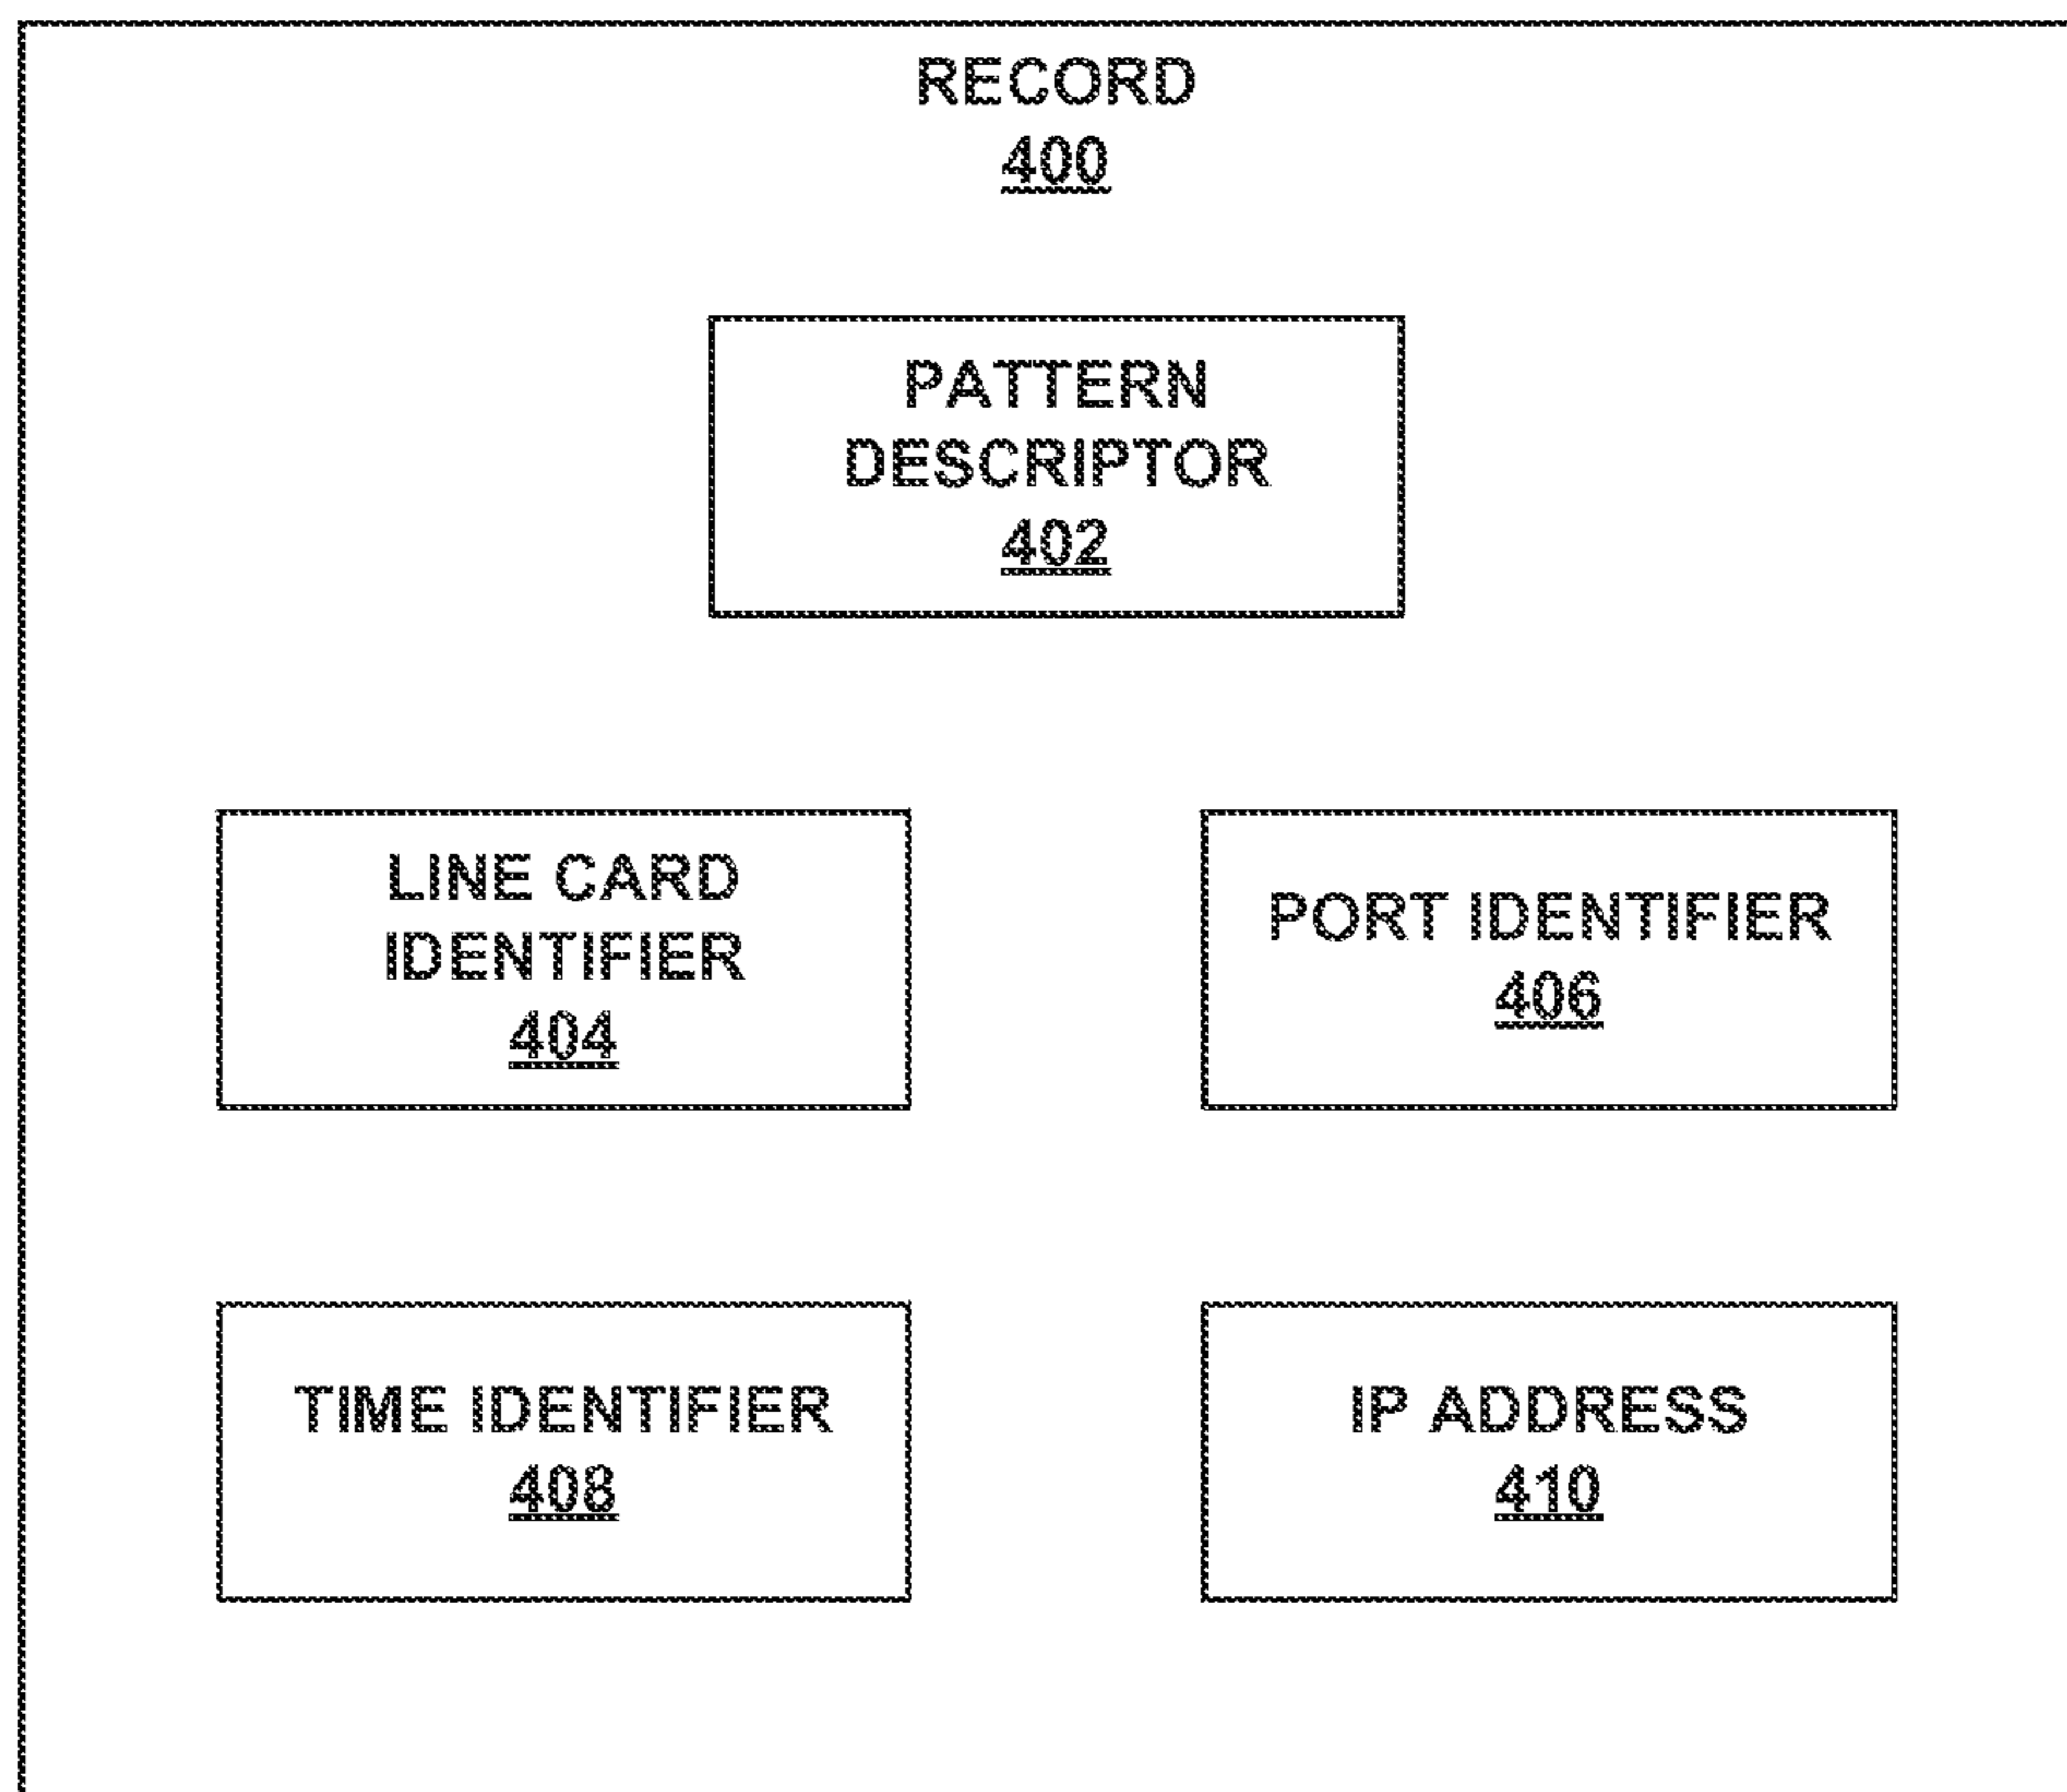 RECORD
400
PATTERN
DESCRIPTOR
402
LINE CARD
IDENTIFIER
404
PORT IDENTIFIER
406
TIME IDENTIFIER
408
IP ADDRESS
410